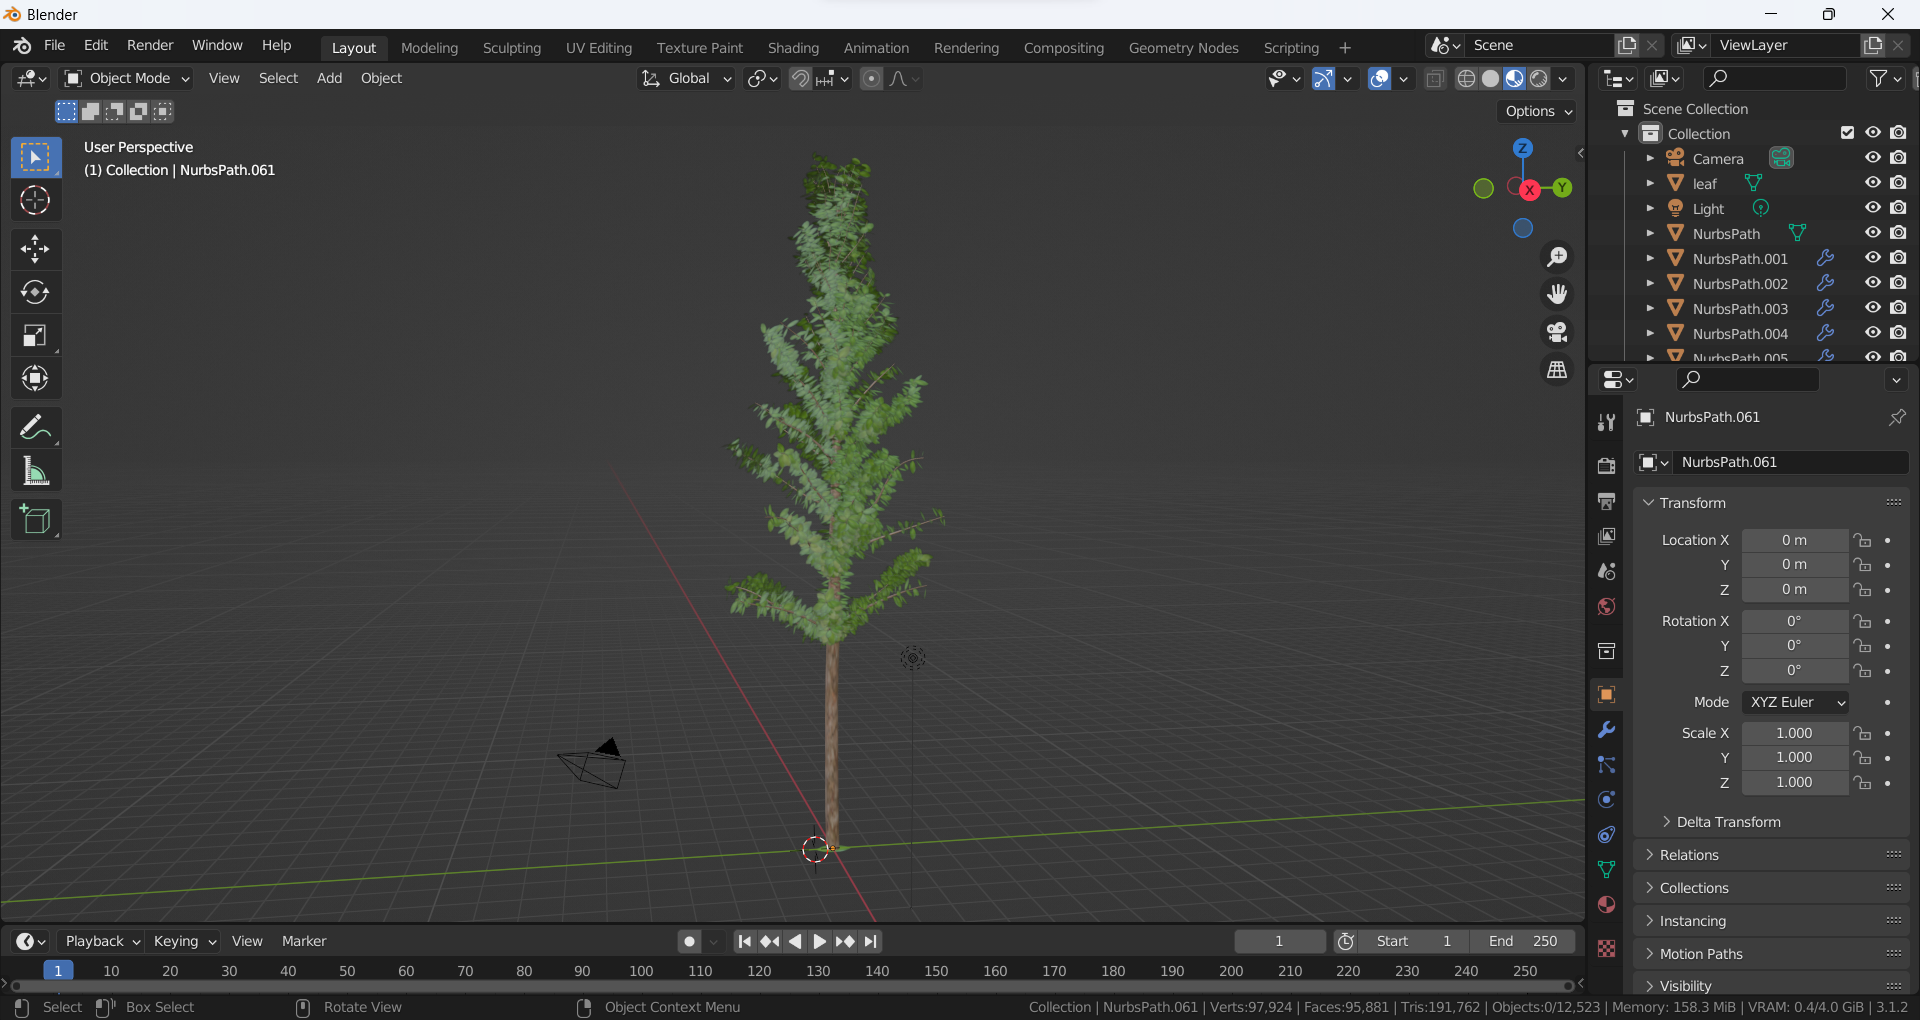 Blender
File Edit Render Window Help Layout Modeling Sculpting UV Editing Texture Paint Shading Animation Rendering Compositing Geometry Nodes Scripting + Scene ViewLayer
Object Mode View Select Add Object Global
Options
User Perspective
(1) Collection | NurbsPath.061
Z
X
Y
Scene Collection
Collection
Camera
leaf
Light
NurbsPath
NurbsPath.001
NurbsPath.002
NurbsPath.003
NurbsPath.004
NurbsPath.005
NurbsPath.061
NurbsPath.061
Transform
Location X 0 m
Y 0 m
Z 0 m
Rotation X 0°
Y 0°
Z 0°
Mode XYZ Euler
Scale X 1.000
Y 1.000
Z 1.000
Delta Transform
Relations
Collections
Instancing
Motion Paths
Visibility
Playback Keying View Marker 1 Start 1 End 250
1 10 20 30 40 50 60 70 80 90 100 110 120 130 140 150 160 170 180 190 200 210 220 230 240 250
Select Box Select Rotate View Object Context Menu Collection | NurbsPath.061 | Verts:97,924 | Faces:95,881 | Tris:191,762 | Objects:0/12,523 | Memory: 158.3 MiB | VRAM: 0.4/4.0 GiB | 3.1.2